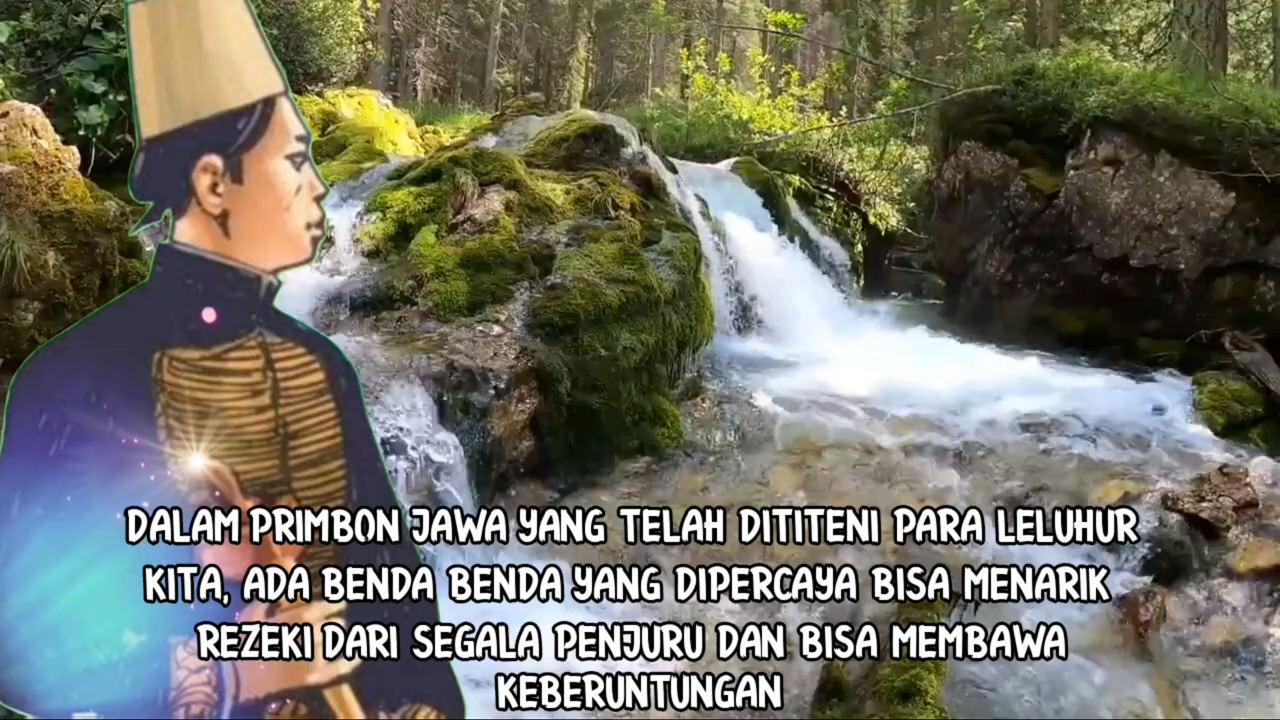 DALAM PRIMBON JAWA YANG TELAH DITITENI PARA LELUHUR
KITA, ADA BENDA BENDA YANG DIPERCAYA BISA MENARIK
REZEKI DARI SEGALA PENJURU DAN BISA MEMBAWA
KEBERUNTUNGAN